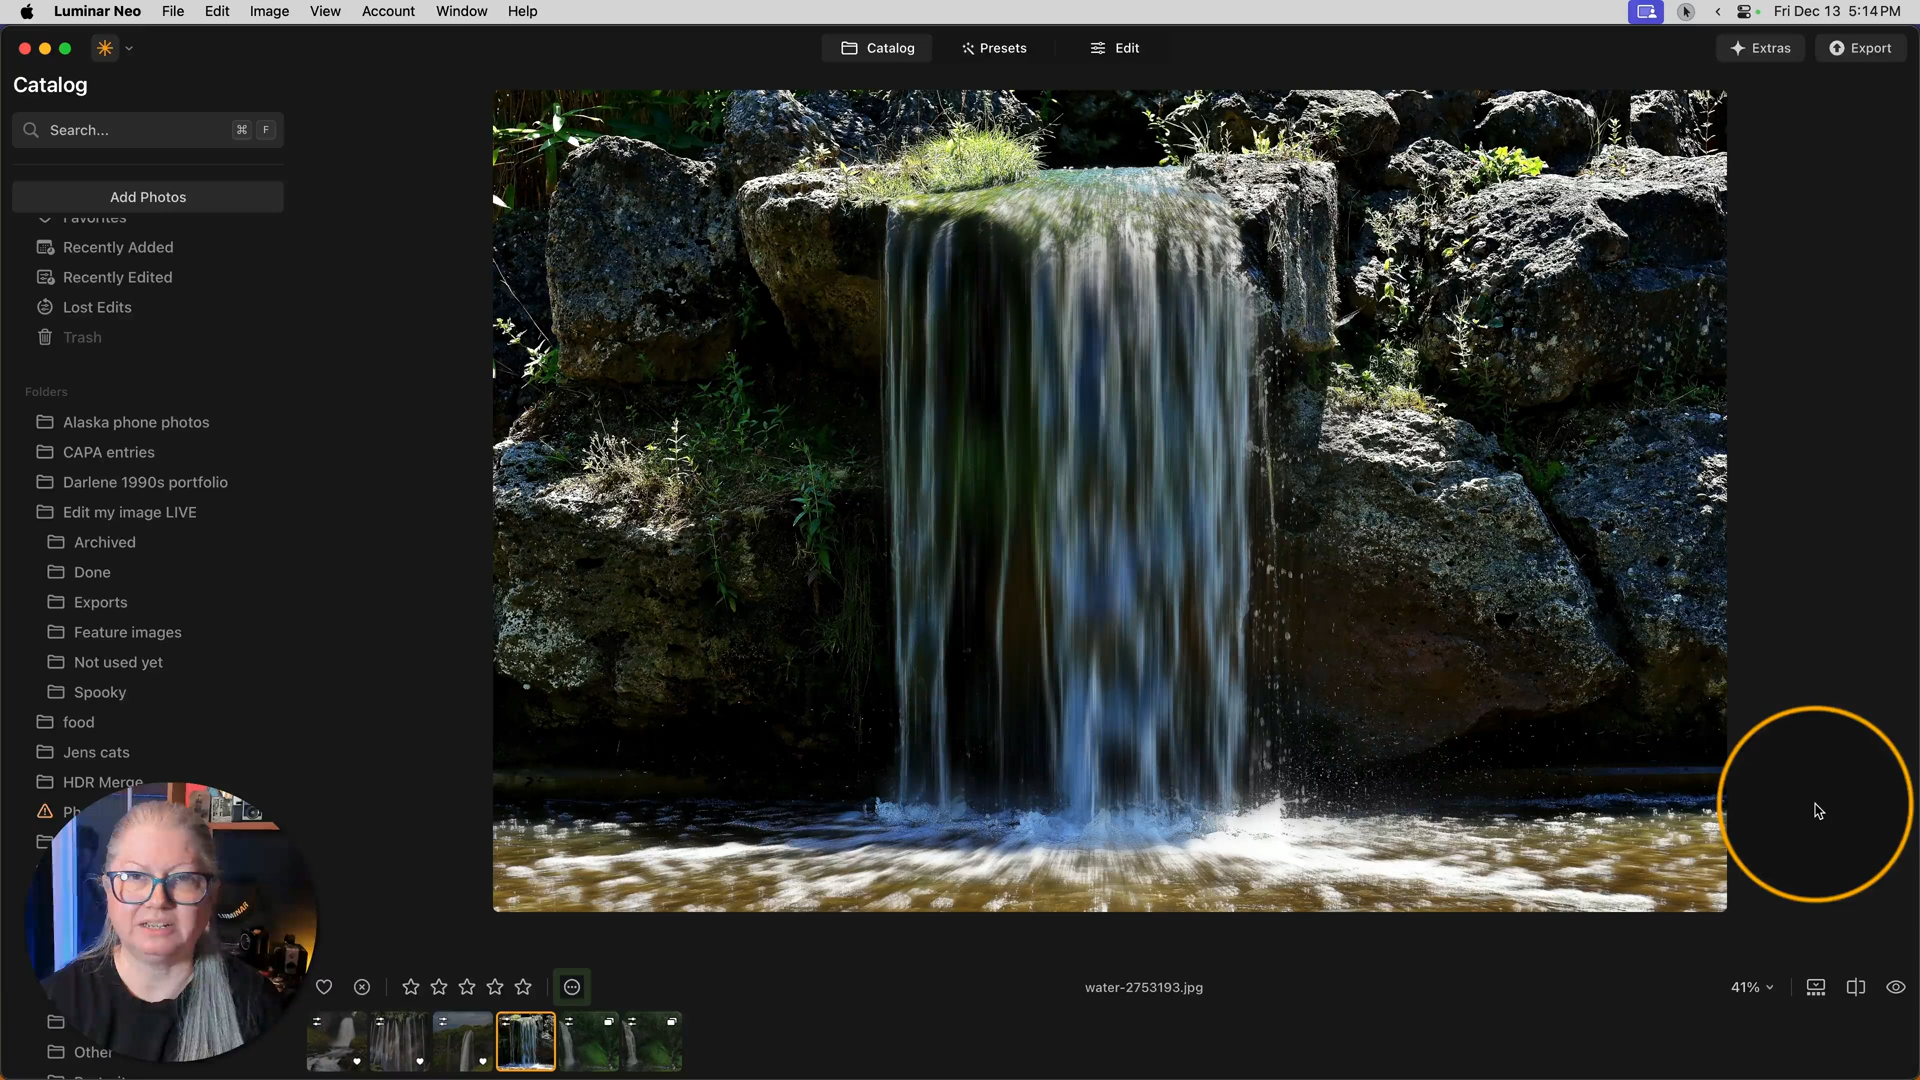 Luminar Neo File Edit Image View Account Window Help
Fri Dec 13 5:14 PM
Catalog Presets Edit
Extras Export
Catalog
Search... ⌘ F
Add Photos
Favorites
Recently Added
Recently Edited
Lost Edits
Trash
Folders
Alaska phone photos
CAPA entries
Darlene 1990s portfolio
Edit my image LIVE
Archived
Done
Exports
Feature images
Not used yet
Spooky
food
Jens cats
HDR Merge
LUMINAR
water-2753193.jpg
41%
Other